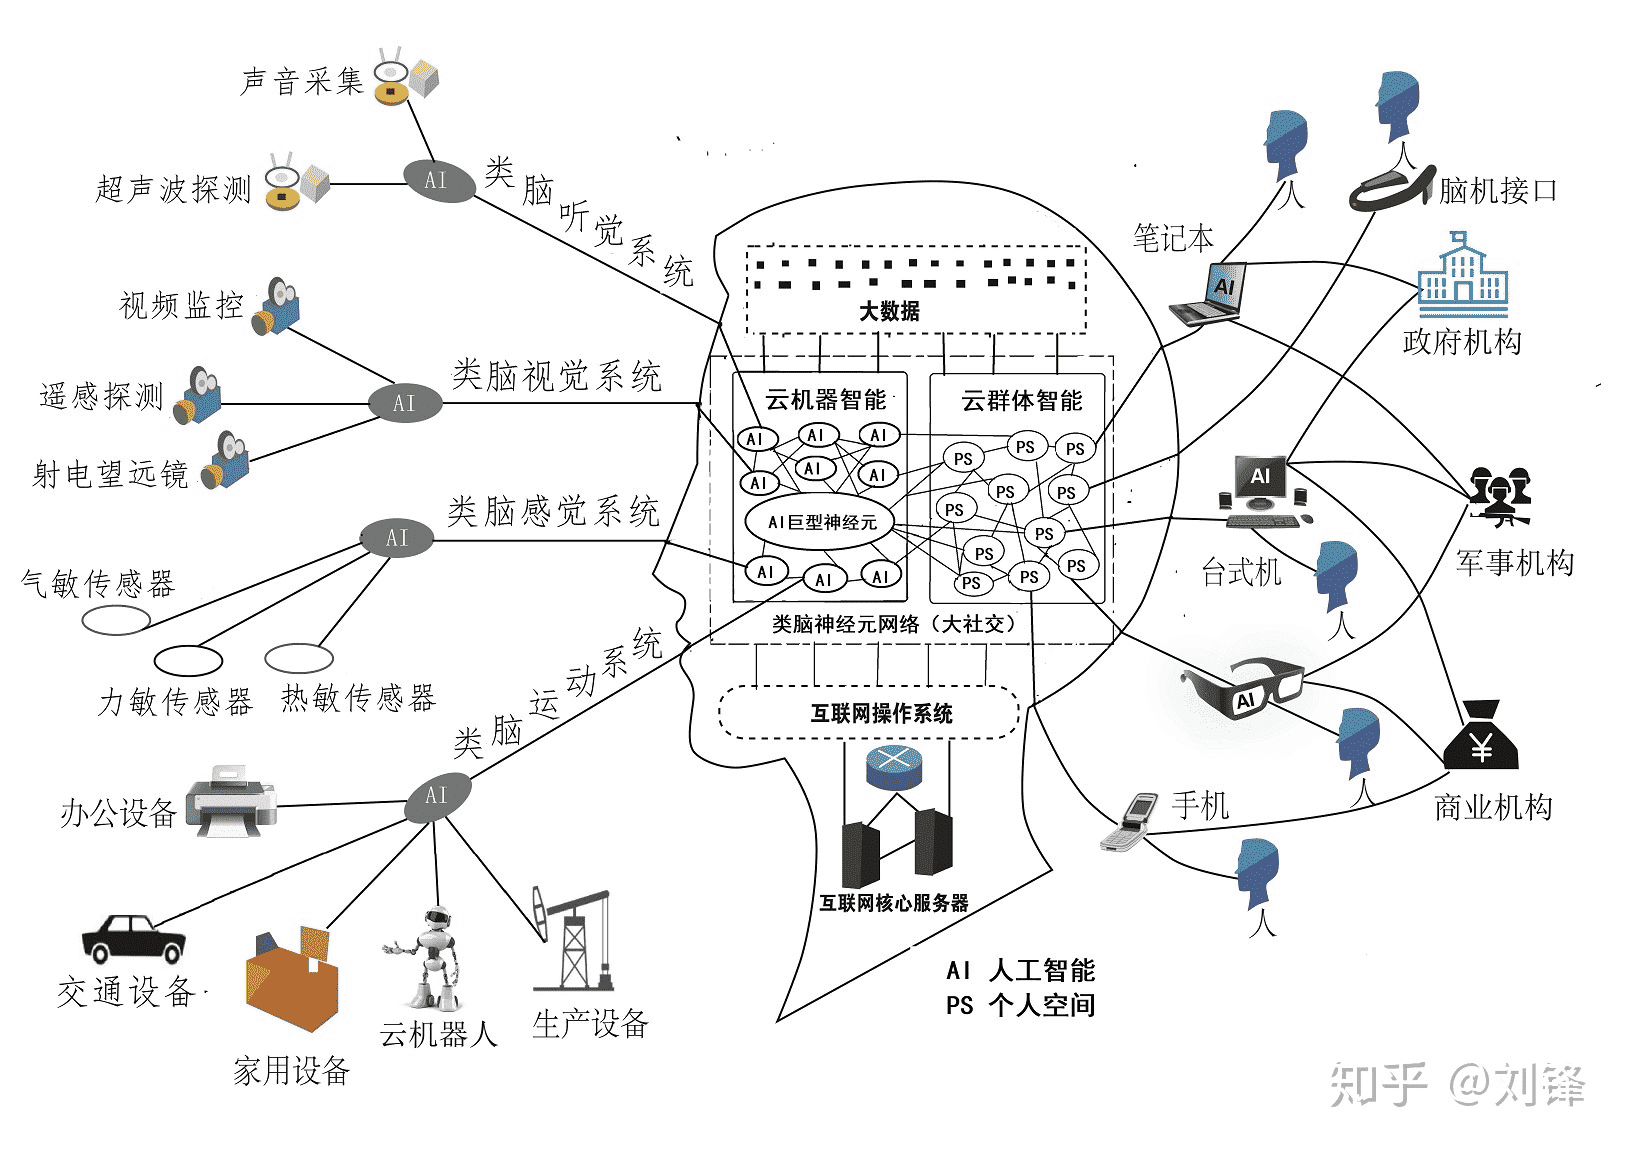 声音采集
超声波探测
AI
类脑听觉系统
视频监控
遥感探测
射电望远镜
AI
类脑视觉系统
气敏传感器
力敏传感器
热敏传感器
AI
类脑感觉系统
办公设备
交通设备
家用设备
云机器人
生产设备
AI
类脑运动系统
大数据
云机器智能
AI
AI
AI
AI
AI
AI
AI巨型神经元
AI
AI
AI
云群体智能
PS
PS
PS
PS
PS
PS
PS
PS
PS
PS
PS
类脑神经元网络（大社交）
互联网操作系统
互联网核心服务器
AI 人工智能
PS 个人空间
人
人
脑机接口
笔记本
AI
政府机构
AI
台式机
人
军事机构
AI
人
商业机构
¥
手机
人
知乎 @刘锋